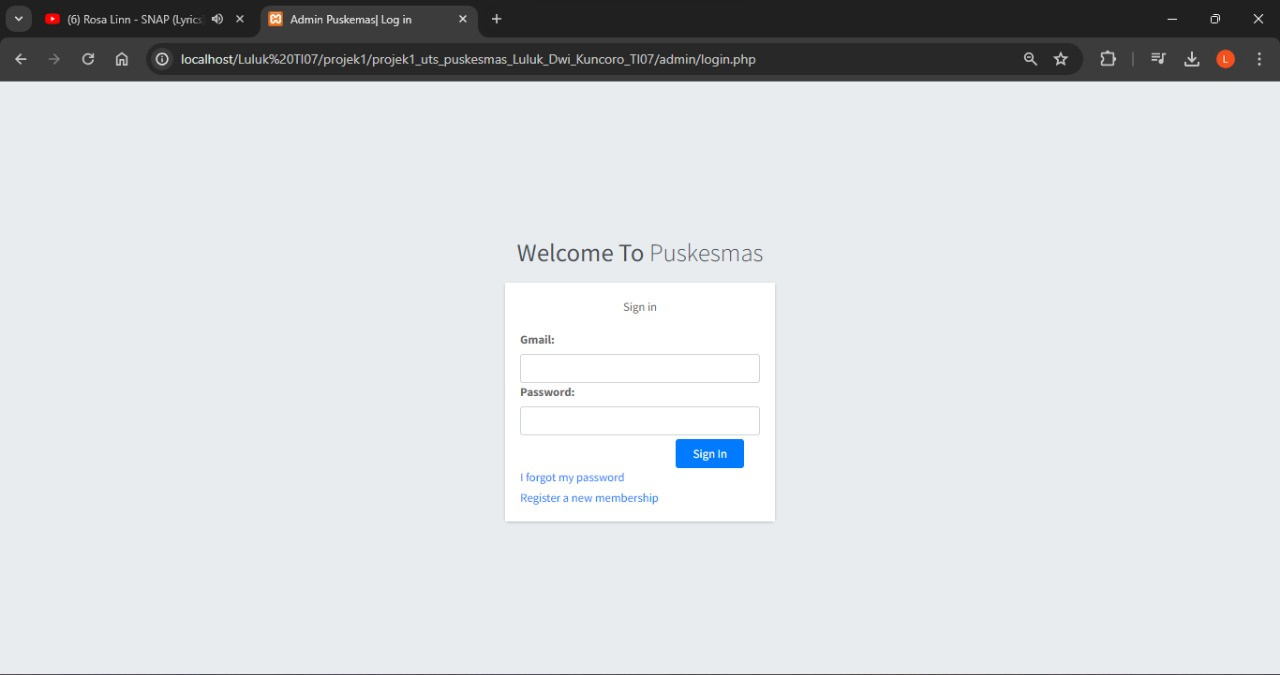 (6) Rosa Linn - SNAP (Lyrics
Admin Puskemas| Log in
localhost/Luluk%20TI07/projek1/projek1_uts_puskesmas_Luluk_Dwi_Kuncoro_TI07/admin/login.php
L
Welcome To Puskesmas
Sign in
Gmail:
Password:
Sign In
I forgot my password
Register a new membership